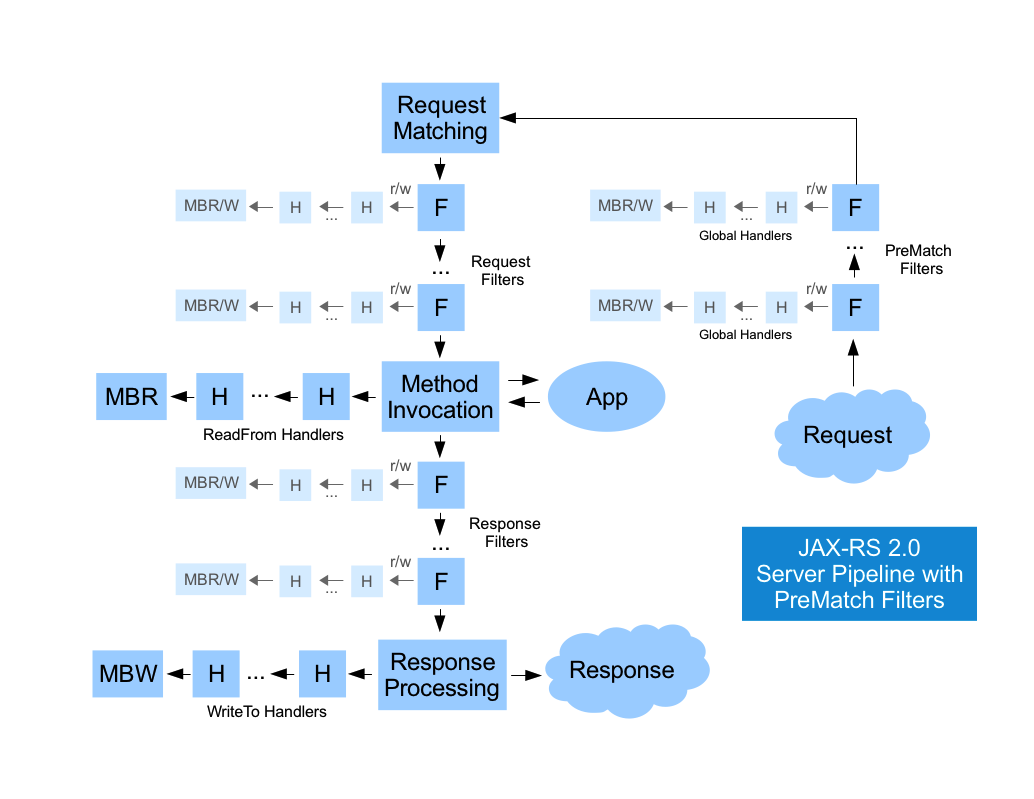 Request
Matching
r/w
MBR/W
H
...
H
F
r/w
MBR/W
H
...
H
F
Global Handlers
...
Request
Filters
...
PreMatch
Filters
r/w
MBR/W
H
...
H
F
r/w
MBR/W
H
...
H
F
Global Handlers
MBR
H
...
H
Method
Invocation
App
ReadFrom Handlers
Request
r/w
MBR/W
H
...
H
F
Response
Filters
...
r/w
MBR/W
H
...
H
F
JAX-RS 2.0
Server Pipeline with
PreMatch Filters
MBW
H
...
H
Response
Processing
Response
WriteTo Handlers